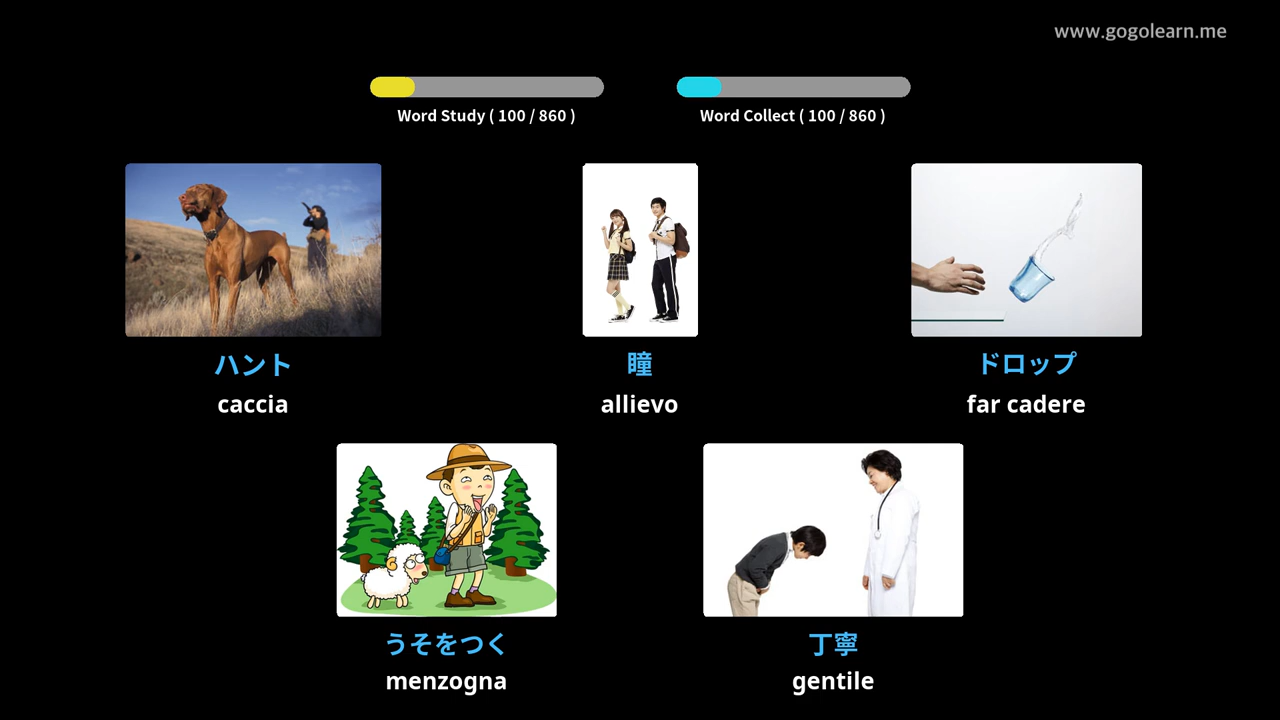 www.gogolearn.me
Word Study ( 100 / 860 )
Word Collect ( 100 / 860 )
ハント
caccia
瞳
allievo
ドロップ
far cadere
うそをつく
menzogna
丁寧
gentile